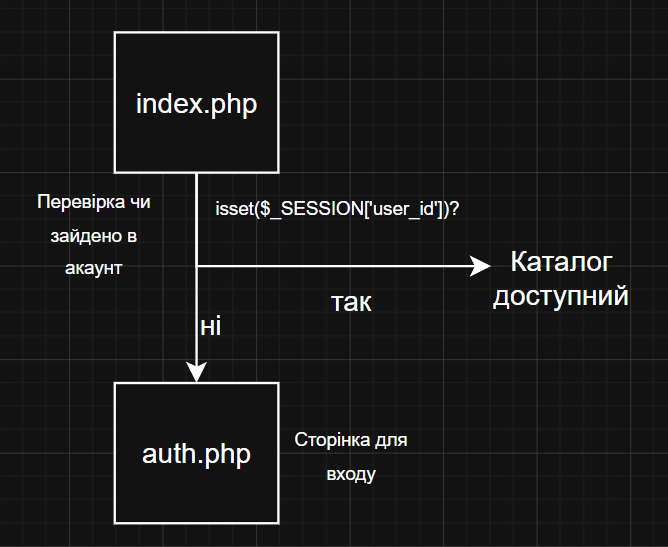 index.php
Перевірка чи
зайдено в
акаунт
isset($_SESSION['user_id'])?
Каталог
доступний
так
ні
auth.php
Сторінка для
входу